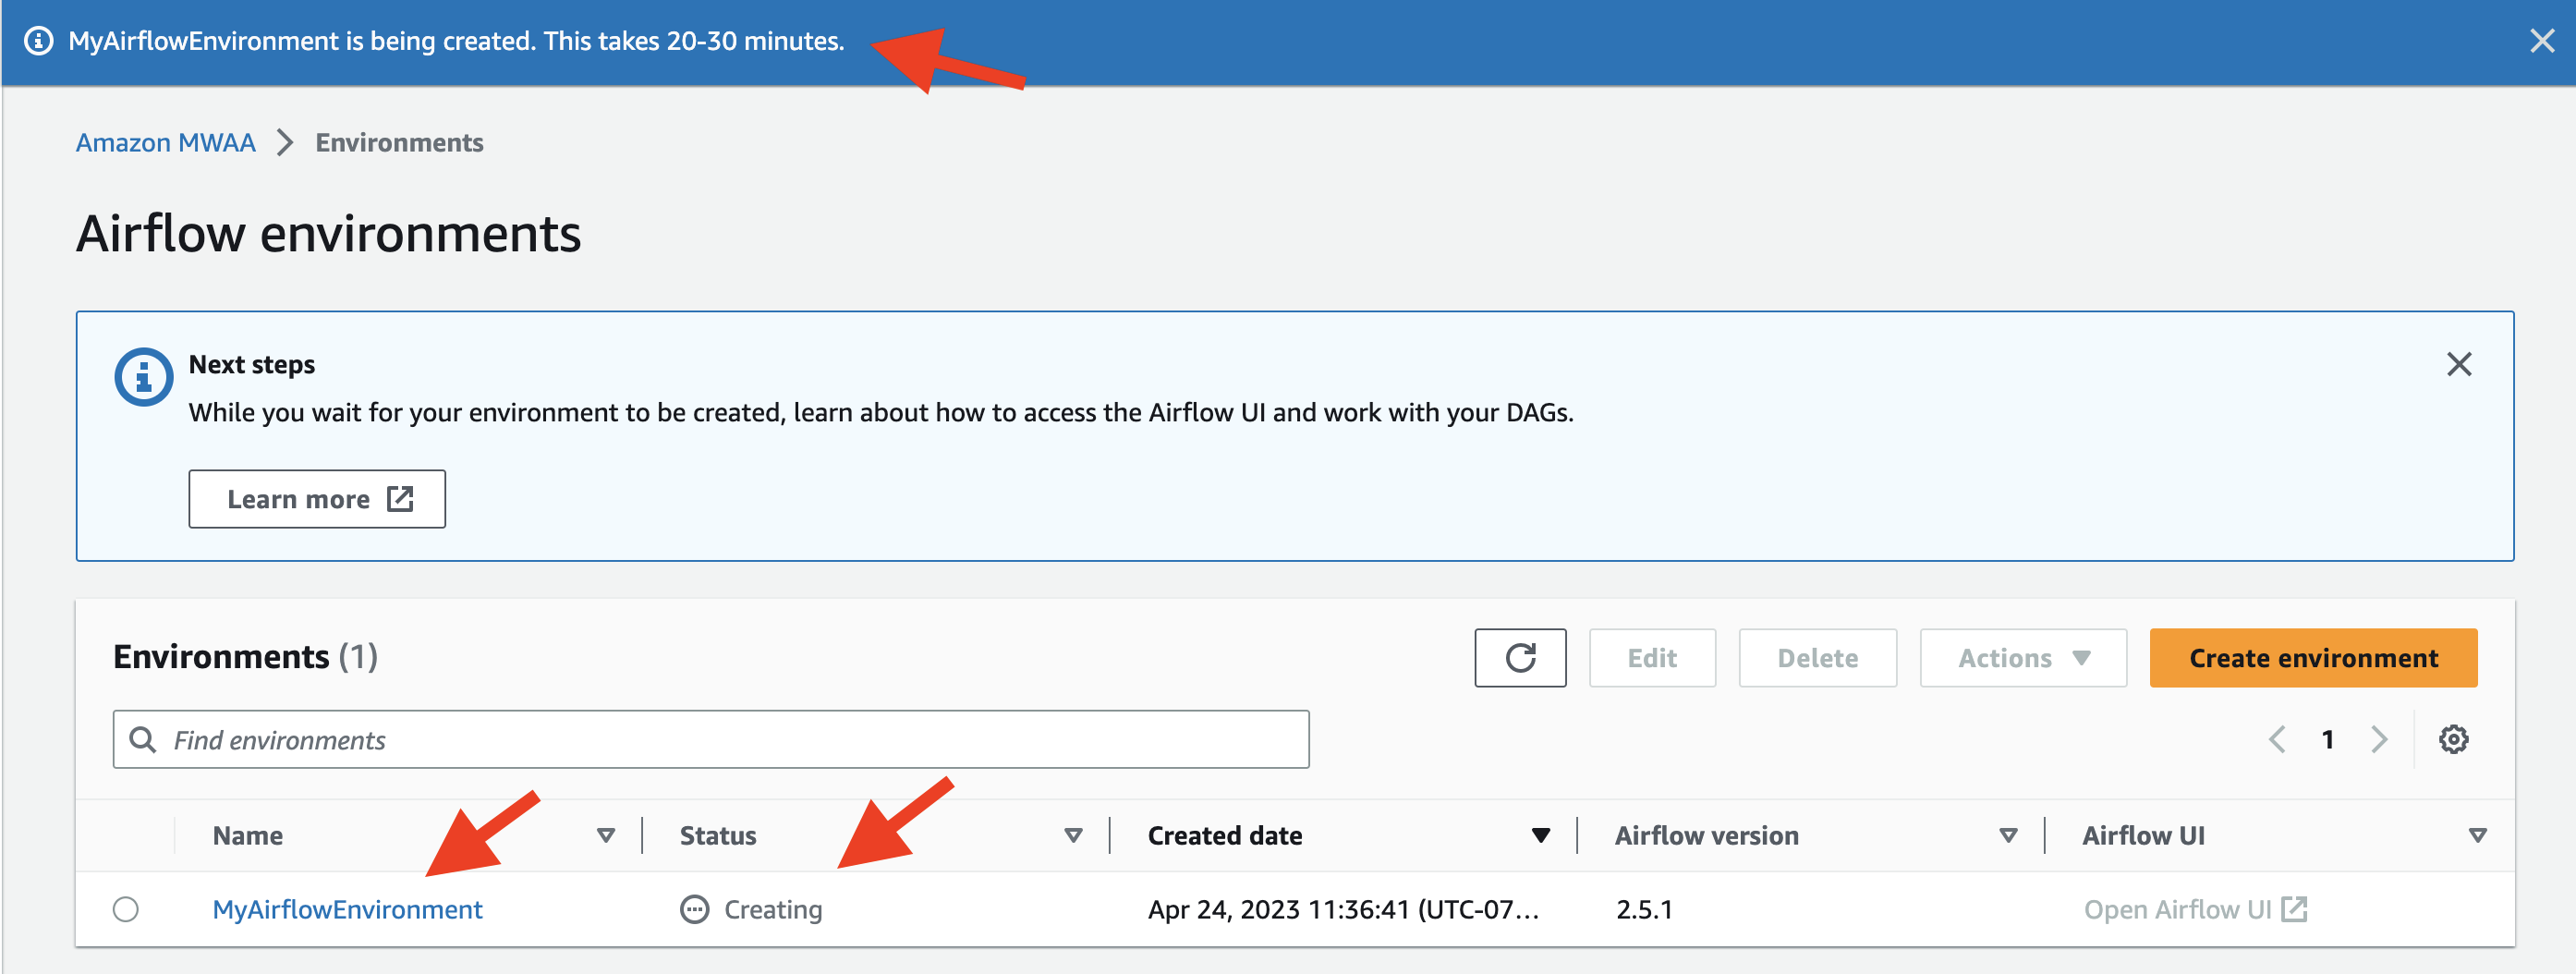 MyAirflowEnvironment is being created. This takes 20-30 minutes.
Amazon MWAA > Environments
Airflow environments
Next steps
While you wait for your environment to be created, learn about how to access the Airflow UI and work with your DAGs.
Learn more
Environments (1) Edit Delete Actions Create environment
Find environments 1
Name Status Created date Airflow version Airflow UI
MyAirflowEnvironment Creating Apr 24, 2023 11:36:41 (UTC-07... 2.5.1 Open Airflow UI